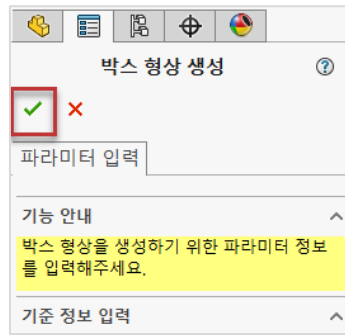 박스 형상 생성
파라미터 입력
기능 안내
박스 형상을 생성하기 위한 파라미터 정보
를 입력해주세요.
기준 정보 입력